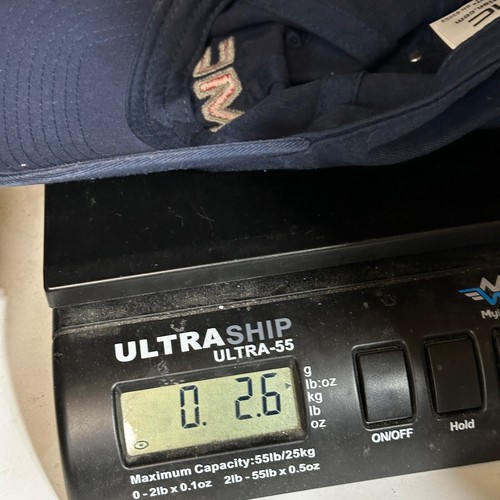 ULTRASHIP
ULTRA-55
g
lb:oz
kg
lb
oz
0. 2.6
ON/OFF
Hold
Maximum Capacity:55lb/25kg
0 - 2lb x 0.1oz 2lb - 55lb x 0.5oz